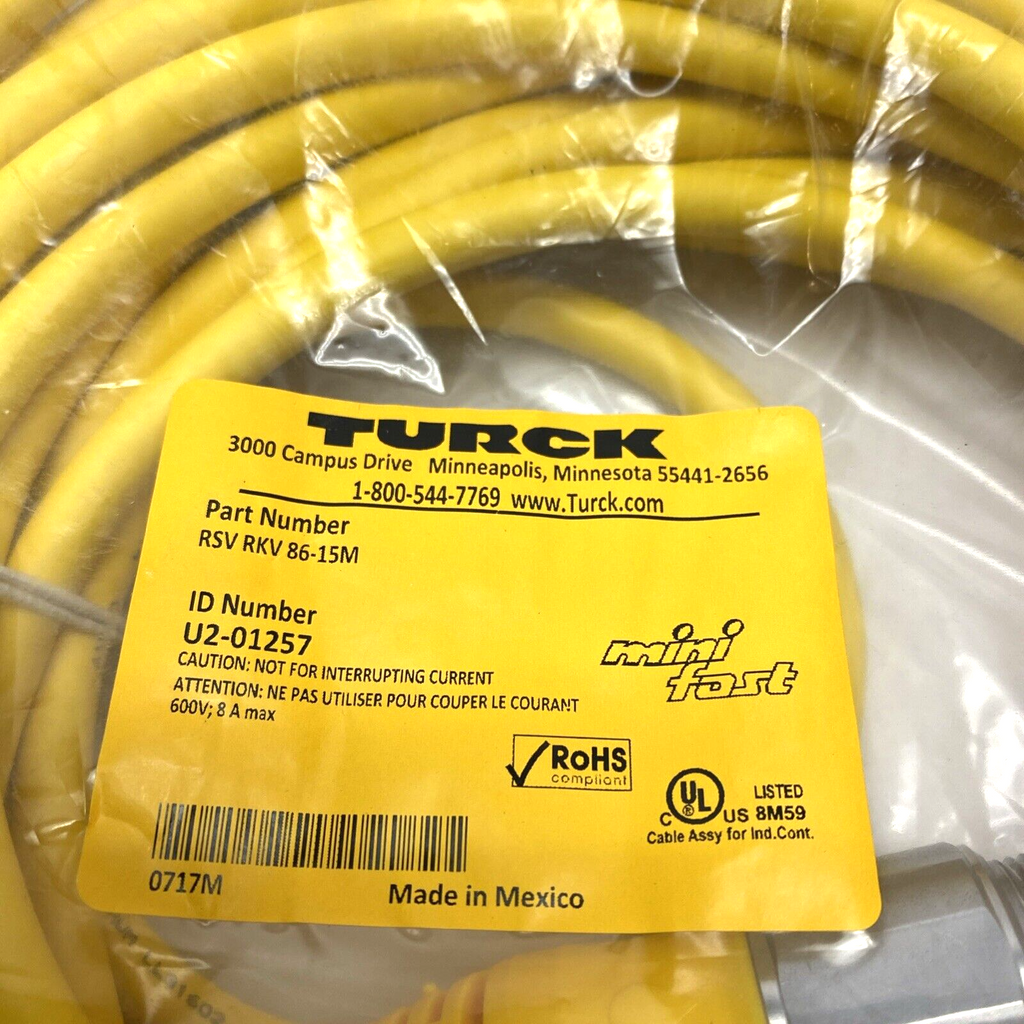 TURCK
3000 Campus Drive Minneapolis, Minnesota 55441-2656
1-800-544-7769 www.Turck.com
Part Number
RSV RKV 86-15M
ID Number
U2-01257
CAUTION: NOT FOR INTERRUPTING CURRENT
ATTENTION: NE PAS UTILISER POUR COUPER LE COURANT
600V; 8 A max
mini
fast
RoHS
compliant
UL ®
C US LISTED 8M59
Cable Assy for Ind.Cont.
0717M
Made in Mexico